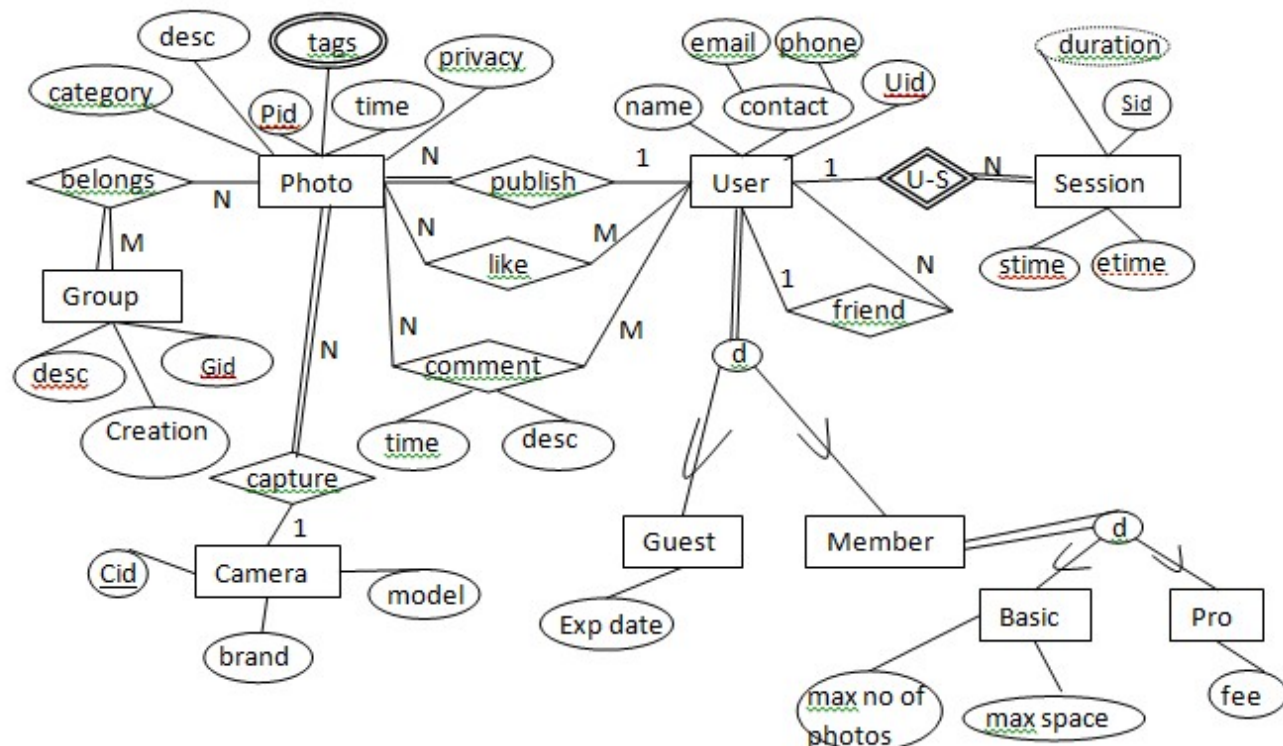 desc
tags
email
phone
duration
category
privacy
Pid
time
name
contact
Uid
Sid
belongs
N
Photo
N
publish
1
User
1
U-S
N
Session
M
N
like
M
stime
etime
Group
1
friend
N
N
N
comment
M
d
desc
Gid
Creation
time
desc
capture
1
Guest
Member
d
Cid
Camera
model
Exp date
Basic
Pro
brand
max no of
photos
max space
fee